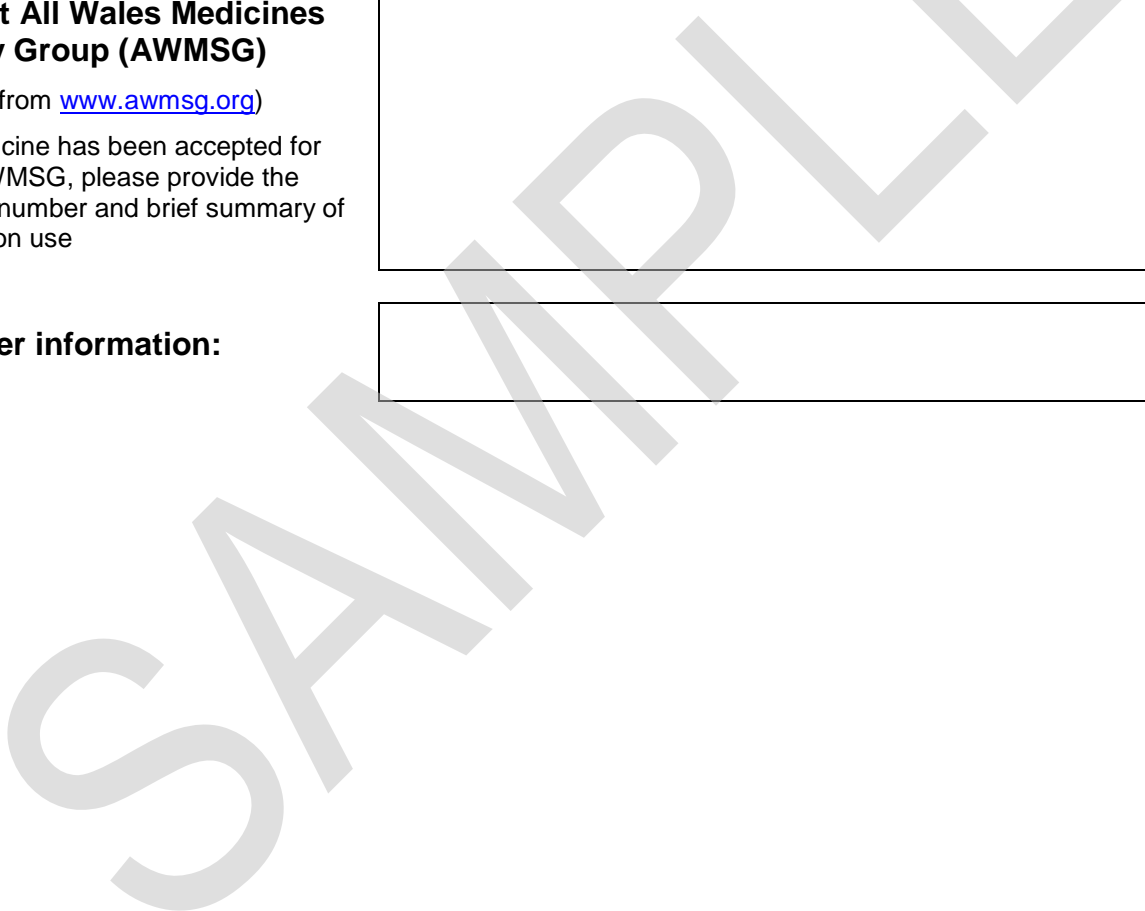 t All Wales Medicines
y Group (AWMSG)
from www.awmsg.org)
cine has been accepted for
WMSG, please provide the
number and brief summary of
on use
er information:
SAMPLE